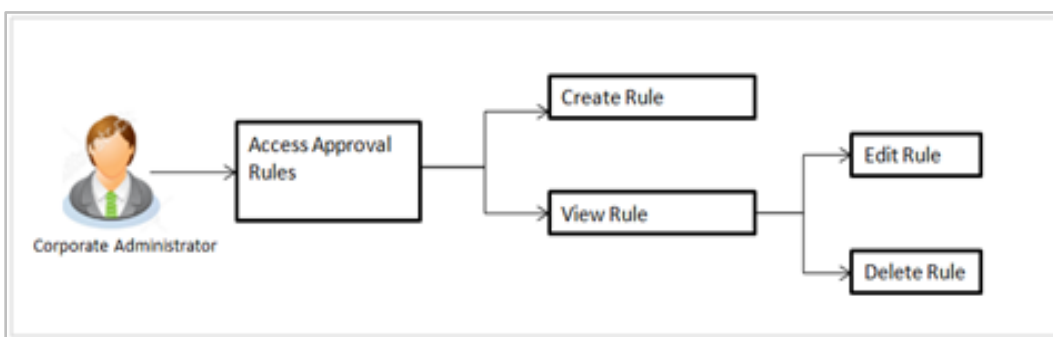 Create Rule
Access Approval
Rules
Edit Rule
View Rule
Corporate Administrator
Delete Rule